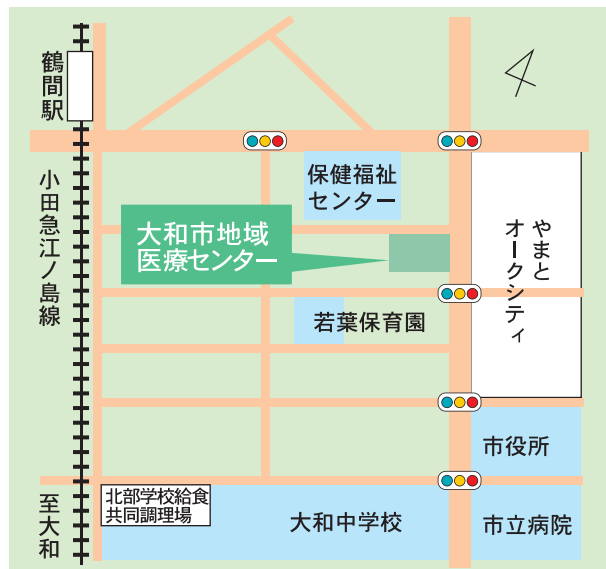 鶴間駅
小田急江ノ島線
至大和
保健福祉
センター
大和市地域
医療センター
やまと
オークシティ
若葉保育園
市役所
北部学校給食
共同調理場
大和中学校
市立病院